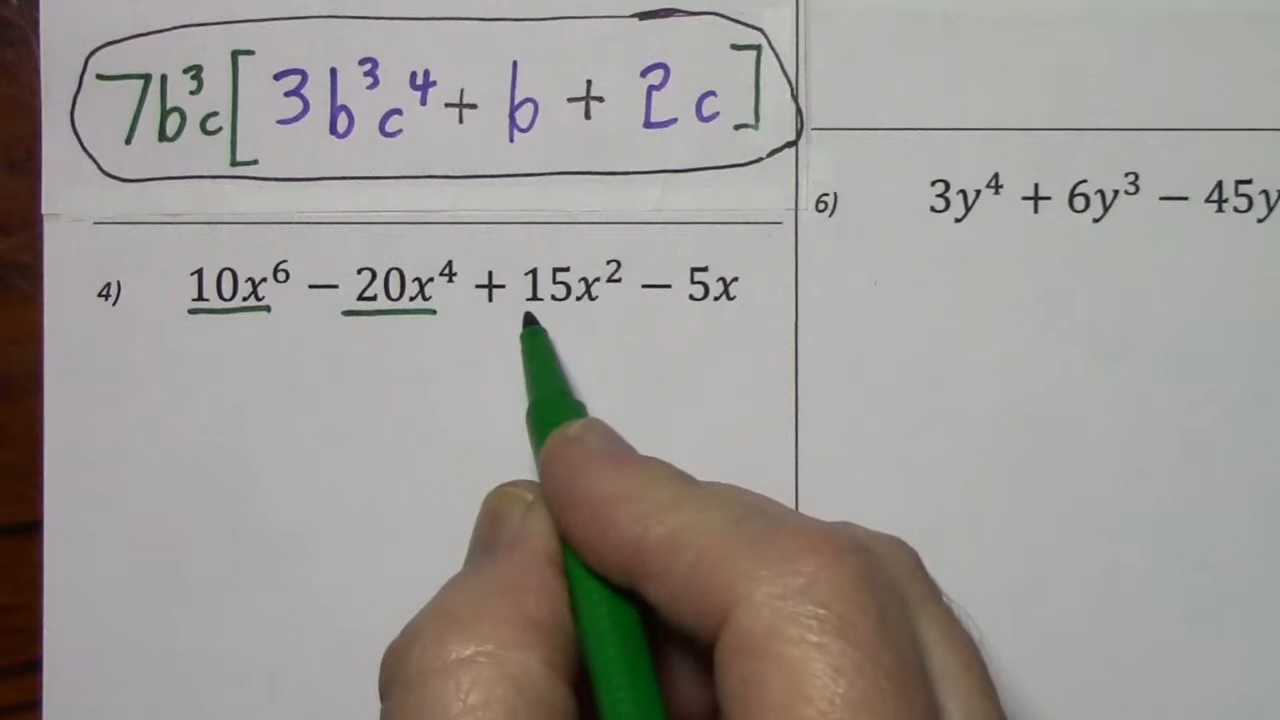 7b³c[3b³c⁴ + b + 2c]
4) 10x⁶ − 20x⁴ + 15x² − 5x
6) 3y⁴ + 6y³ − 45y